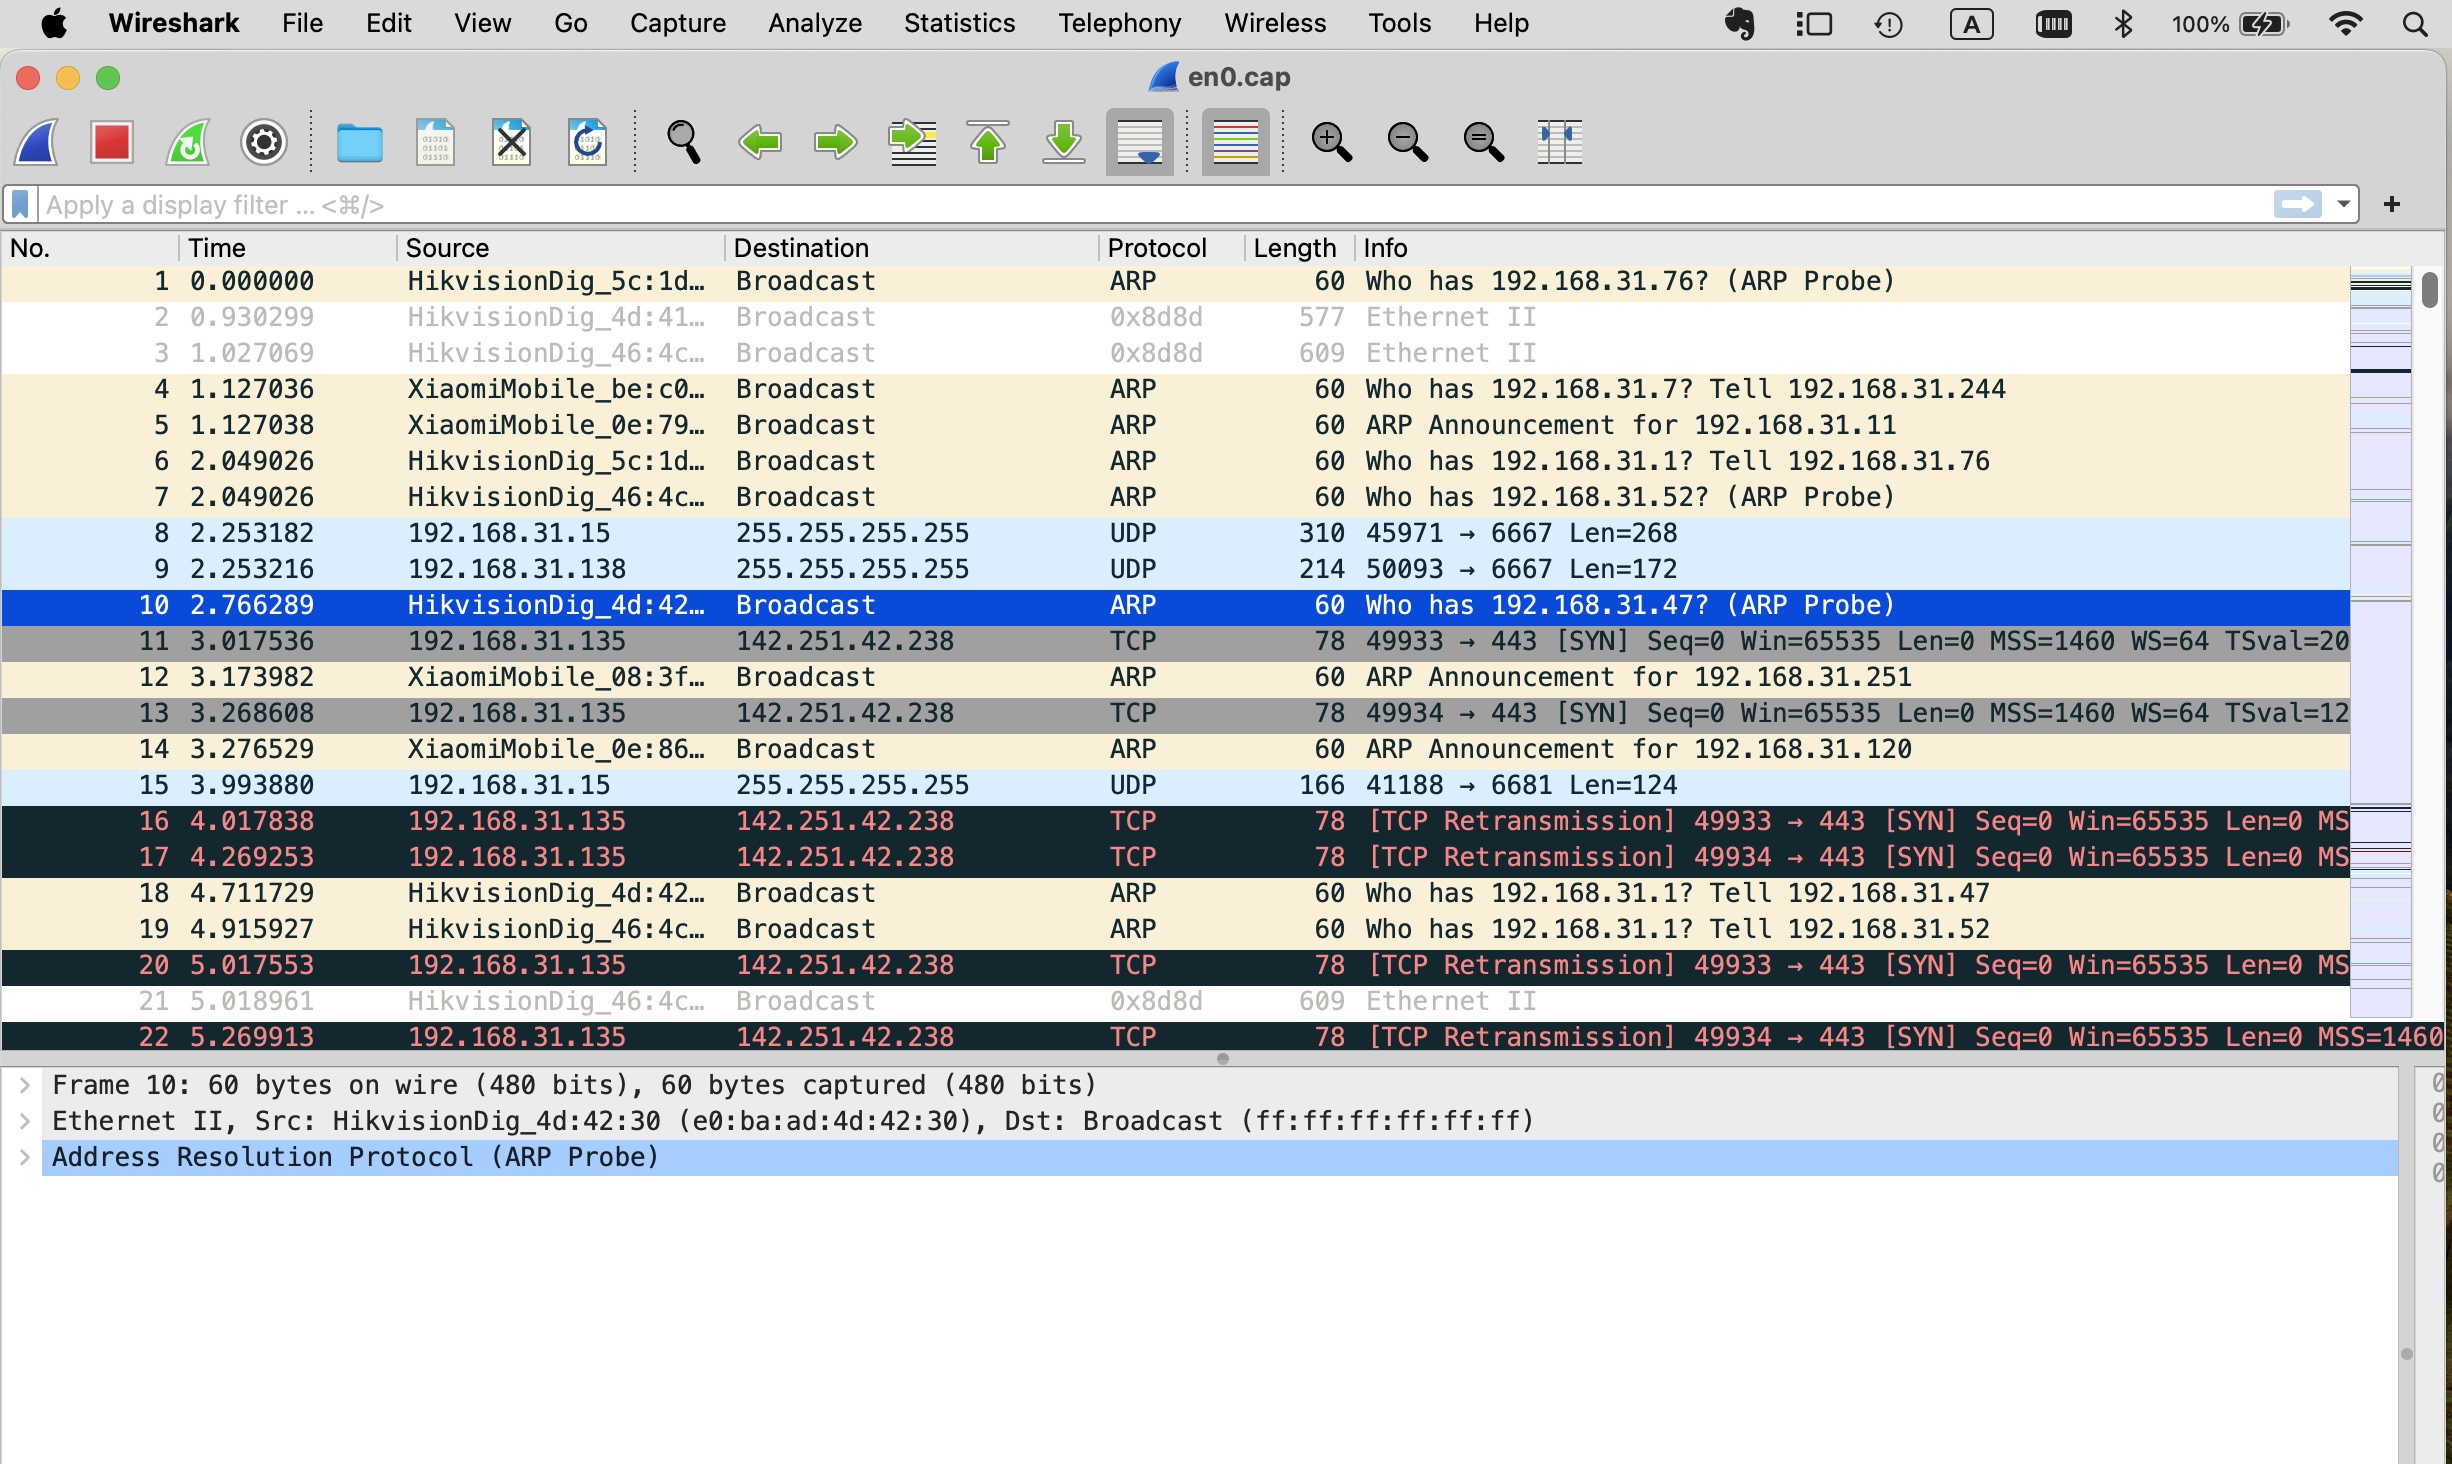 Wireshark File Edit View Go Capture Analyze Statistics Telephony Wireless Tools Help A 100%
en0.cap
Apply a display filter ... <⌘/> +
No. Time Source Destination Protocol Length Info
1 0.000000 HikvisionDig_5c:1d… Broadcast ARP 60 Who has 192.168.31.76? (ARP Probe)
2 0.930299 HikvisionDig_4d:41… Broadcast 0x8d8d 577 Ethernet II
3 1.027069 HikvisionDig_46:4c… Broadcast 0x8d8d 609 Ethernet II
4 1.127036 XiaomiMobile_be:c0… Broadcast ARP 60 Who has 192.168.31.7? Tell 192.168.31.244
5 1.127038 XiaomiMobile_0e:79… Broadcast ARP 60 ARP Announcement for 192.168.31.11
6 2.049026 HikvisionDig_5c:1d… Broadcast ARP 60 Who has 192.168.31.1? Tell 192.168.31.76
7 2.049026 HikvisionDig_46:4c… Broadcast ARP 60 Who has 192.168.31.52? (ARP Probe)
8 2.253182 192.168.31.15 255.255.255.255 UDP 310 45971 → 6667 Len=268
9 2.253216 192.168.31.138 255.255.255.255 UDP 214 50093 → 6667 Len=172
10 2.766289 HikvisionDig_4d:42… Broadcast ARP 60 Who has 192.168.31.47? (ARP Probe)
11 3.017536 192.168.31.135 142.251.42.238 TCP 78 49933 → 443 [SYN] Seq=0 Win=65535 Len=0 MSS=1460 WS=64 TSval=20
12 3.173982 XiaomiMobile_08:3f… Broadcast ARP 60 ARP Announcement for 192.168.31.251
13 3.268608 192.168.31.135 142.251.42.238 TCP 78 49934 → 443 [SYN] Seq=0 Win=65535 Len=0 MSS=1460 WS=64 TSval=12
14 3.276529 XiaomiMobile_0e:86… Broadcast ARP 60 ARP Announcement for 192.168.31.120
15 3.993880 192.168.31.15 255.255.255.255 UDP 166 41188 → 6681 Len=124
16 4.017838 192.168.31.135 142.251.42.238 TCP 78 [TCP Retransmission] 49933 → 443 [SYN] Seq=0 Win=65535 Len=0 MS
17 4.269253 192.168.31.135 142.251.42.238 TCP 78 [TCP Retransmission] 49934 → 443 [SYN] Seq=0 Win=65535 Len=0 MS
18 4.711729 HikvisionDig_4d:42… Broadcast ARP 60 Who has 192.168.31.1? Tell 192.168.31.47
19 4.915927 HikvisionDig_46:4c… Broadcast ARP 60 Who has 192.168.31.1? Tell 192.168.31.52
20 5.017553 192.168.31.135 142.251.42.238 TCP 78 [TCP Retransmission] 49933 → 443 [SYN] Seq=0 Win=65535 Len=0 MS
21 5.018961 HikvisionDig_46:4c… Broadcast 0x8d8d 609 Ethernet II
22 5.269913 192.168.31.135 142.251.42.238 TCP 78 [TCP Retransmission] 49934 → 443 [SYN] Seq=0 Win=65535 Len=0 MSS=1460
Frame 10: 60 bytes on wire (480 bits), 60 bytes captured (480 bits)
Ethernet II, Src: HikvisionDig_4d:42:30 (e0:ba:ad:4d:42:30), Dst: Broadcast (ff:ff:ff:ff:ff:ff)
Address Resolution Protocol (ARP Probe)